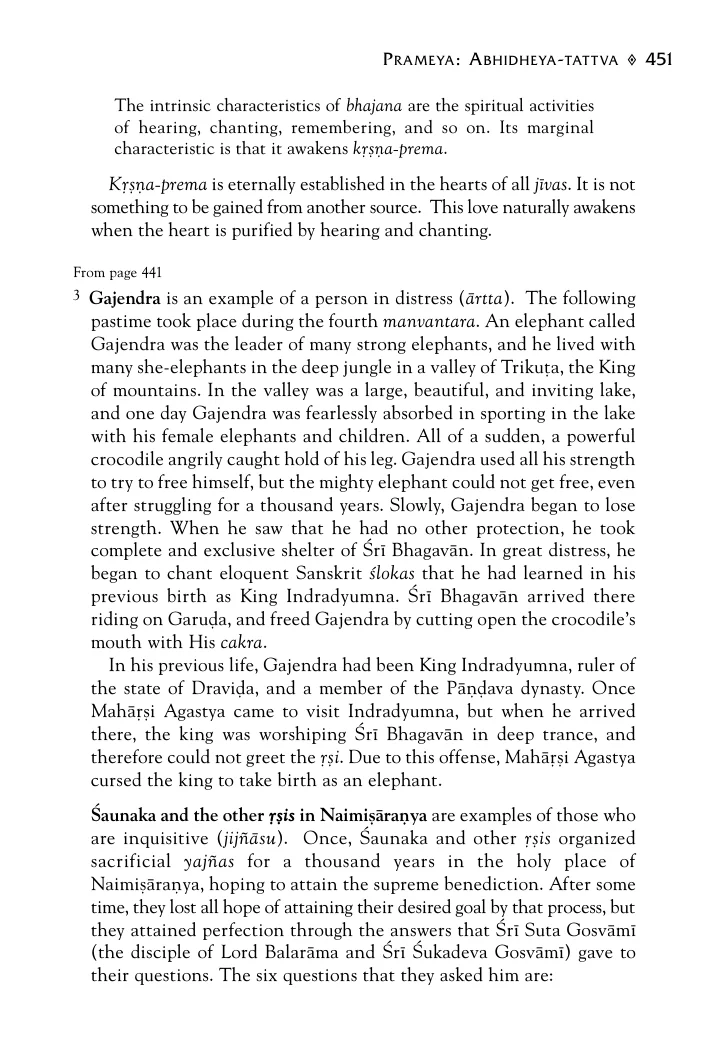 PRAMEYA: ABHIDHEYA-TATTVA ◊ 451
The intrinsic characteristics of bhajana are the spiritual activities
of hearing, chanting, remembering, and so on. Its marginal
characteristic is that it awakens kṛṣṇa-prema.
Kṛṣṇa-prema is eternally established in the hearts of all jīvas. It is not
something to be gained from another source. This love naturally awakens
when the heart is purified by hearing and chanting.
From page 441
3 Gajendra is an example of a person in distress (ārtta). The following
pastime took place during the fourth manvantara. An elephant called
Gajendra was the leader of many strong elephants, and he lived with
many she-elephants in the deep jungle in a valley of Trikuṭa, the King
of mountains. In the valley was a large, beautiful, and inviting lake,
and one day Gajendra was fearlessly absorbed in sporting in the lake
with his female elephants and children. All of a sudden, a powerful
crocodile angrily caught hold of his leg. Gajendra used all his strength
to try to free himself, but the mighty elephant could not get free, even
after struggling for a thousand years. Slowly, Gajendra began to lose
strength. When he saw that he had no other protection, he took
complete and exclusive shelter of Śrī Bhagavān. In great distress, he
began to chant eloquent Sanskrit ślokas that he had learned in his
previous birth as King Indradyumna. Śrī Bhagavān arrived there
riding on Garuḍa, and freed Gajendra by cutting open the crocodile's
mouth with His cakra.
In his previous life, Gajendra had been King Indradyumna, ruler of
the state of Draviḍa, and a member of the Pāṇḍava dynasty. Once
Mahāṛṣi Agastya came to visit Indradyumna, but when he arrived
there, the king was worshiping Śrī Bhagavān in deep trance, and
therefore could not greet the ṛṣi. Due to this offense, Mahāṛṣi Agastya
cursed the king to take birth as an elephant.
Śaunaka and the other ṛṣis in Naimiṣāraṇya are examples of those who
are inquisitive (jijñāsu). Once, Śaunaka and other ṛṣis organized
sacrificial yajñas for a thousand years in the holy place of
Naimiṣāraṇya, hoping to attain the supreme benediction. After some
time, they lost all hope of attaining their desired goal by that process, but
they attained perfection through the answers that Śrī Suta Gosvāmī
(the disciple of Lord Balarāma and Śrī Śukadeva Gosvāmī) gave to
their questions. The six questions that they asked him are: